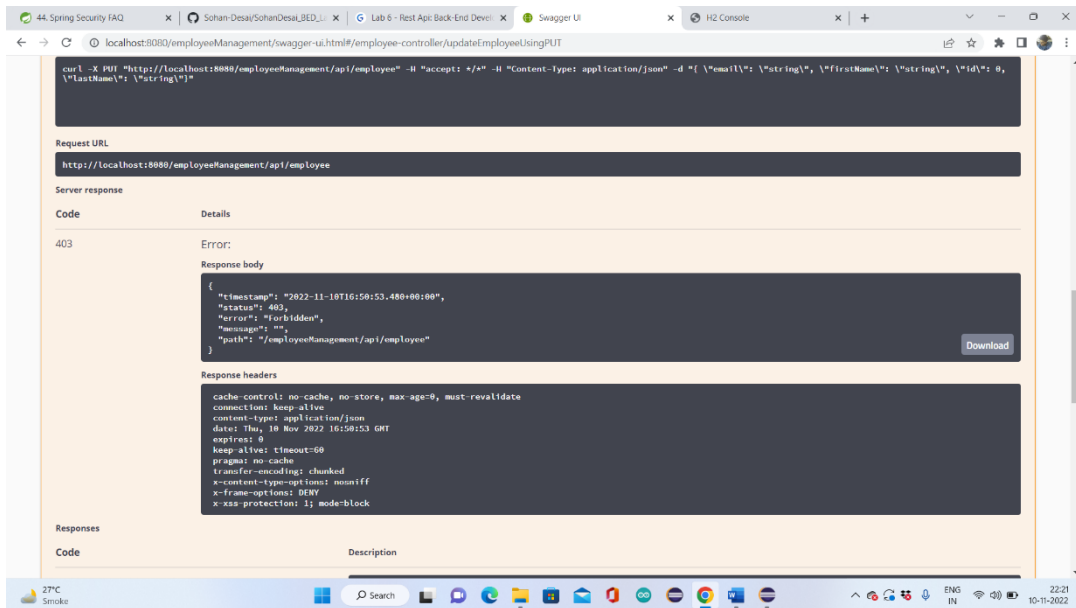 44. Spring Security FAQ
Sohan-Desai/SohanDesai_BED_La
Lab 6 - Rest Api: Back-End Devel
Swagger UI
H2 Console
localhost:8080/employeeManagement/swagger-ui.html#/employee-controller/updateEmployeeUsingPUT
curl -X PUT "http://localhost:8080/employeeManagement/api/employee" -H "accept: */*" -H "Content-Type: application/json" -d "{ \"email\": \"string\", \"firstName\": \"string\", \"id\": 0,
\"lastName\": \"string\"}"
Request URL
http://localhost:8080/employeeManagement/api/employee
Server response
Code Details
403 Error:
Response body
{
"timestamp": "2022-11-10T16:50:53.480+00:00",
"status": 403,
"error": "Forbidden",
"message": "",
"path": "/employeeManagement/api/employee"
}
Download
Response headers
cache-control: no-cache, no-store, max-age=0, must-revalidate
connection: keep-alive
content-type: application/json
date: Thu, 10 Nov 2022 16:50:53 GMT
expires: 0
keep-alive: timeout=60
pragma: no-cache
transfer-encoding: chunked
x-content-type-options: nosniff
x-frame-options: DENY
x-xss-protection: 1; mode=block
Responses
Code Description
27°C
Smoke
Search
ENG
IN
22:21
10-11-2022